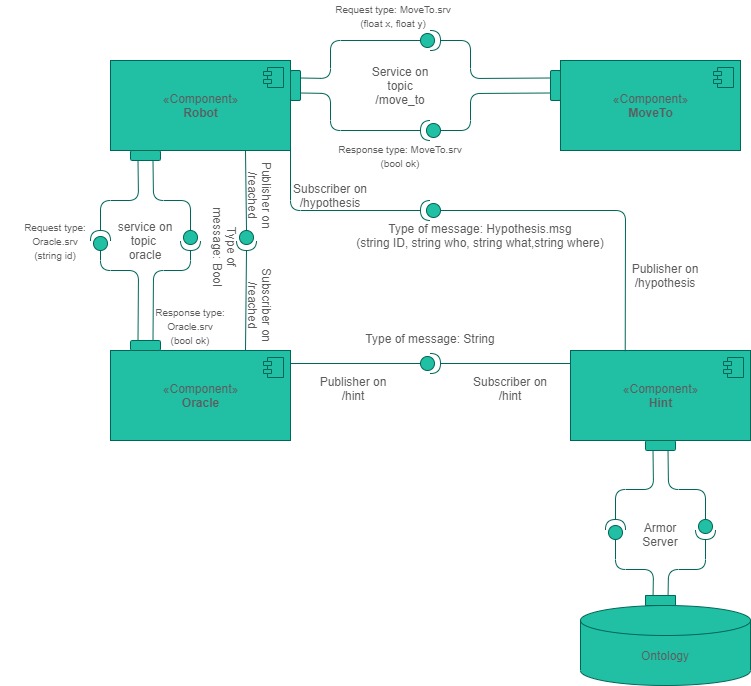 Request type: MoveTo.srv
(float x, float y)
«Component»
Robot
Service on
topic
/move_to
«Component»
MoveTo
Response type: MoveTo.srv
(bool ok)
Publisher on
/reached
Subscriber on
/hypothesis
Request type:
Oracle.srv
(string id)
service on
topic
oracle
Type of
message: Bool
Type of message: Hypothesis.msg
(string ID, string who, string what,string where)
Publisher on
/hypothesis
Subscriber on
/reached
Response type:
Oracle.srv
(bool ok)
Type of message: String
«Component»
Oracle
Publisher on
/hint
Subscriber on
/hint
«Component»
Hint
Armor
Server
Ontology